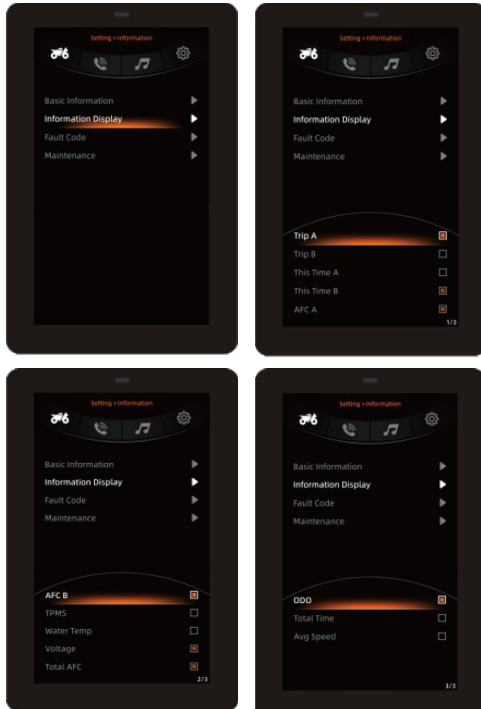 Setting > Information
Basic Information
Information Display
Fault Code
Maintenance
Setting > Information
Basic Information
Information Display
Fault Code
Maintenance
Trip A
Trip B
This Time A
This Time B
AFC A
1/3
Setting > Information
Basic Information
Information Display
Fault Code
Maintenance
AFC B
TPMS
Water Temp
Voltage
Total AFC
2/3
Setting > Information
Basic Information
Information Display
Fault Code
Maintenance
ODO
Total Time
Avg Speed
3/3